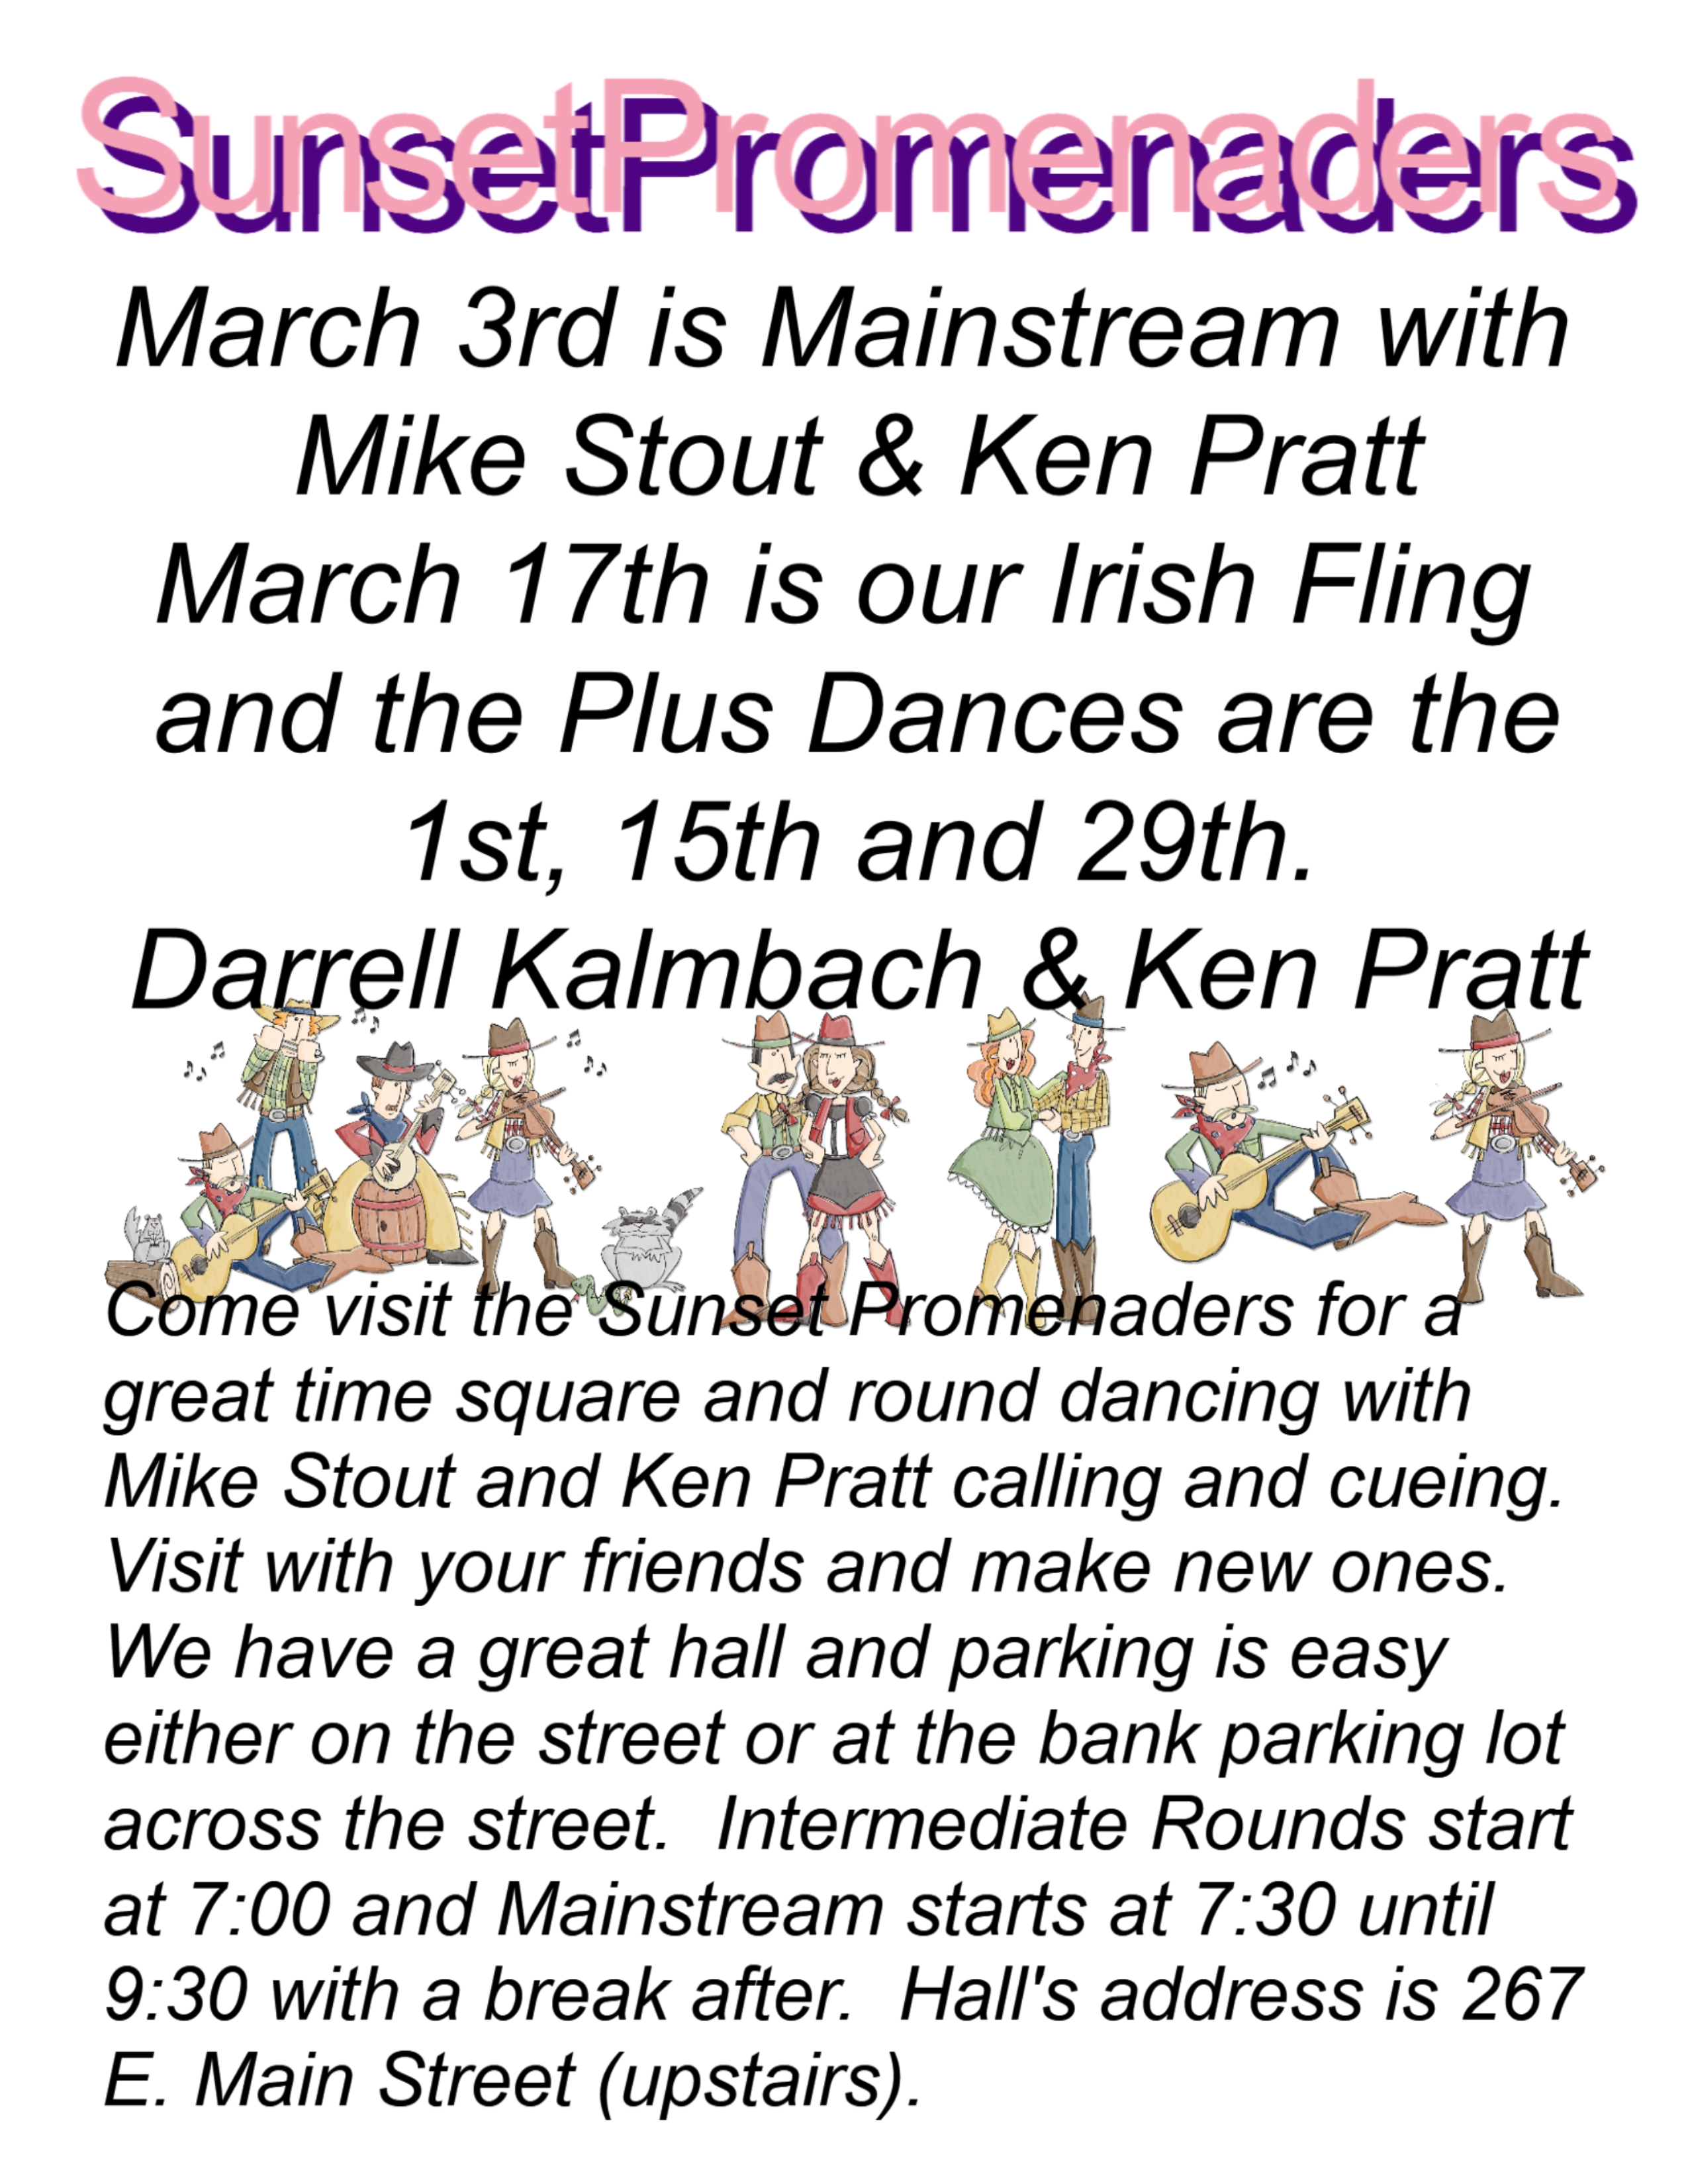 SunsetPromenaders
March 3rd is Mainstream with
Mike Stout & Ken Pratt
March 17th is our Irish Fling
and the Plus Dances are the
1st, 15th and 29th.
Darrell Kalmbach & Ken Pratt
Come visit the Sunset Promenaders for a
great time square and round dancing with
Mike Stout and Ken Pratt calling and cueing.
Visit with your friends and make new ones.
We have a great hall and parking is easy
either on the street or at the bank parking lot
across the street.  Intermediate Rounds start
at 7:00 and Mainstream starts at 7:30 until
9:30 with a break after.  Hall's address is 267
E. Main Street (upstairs).